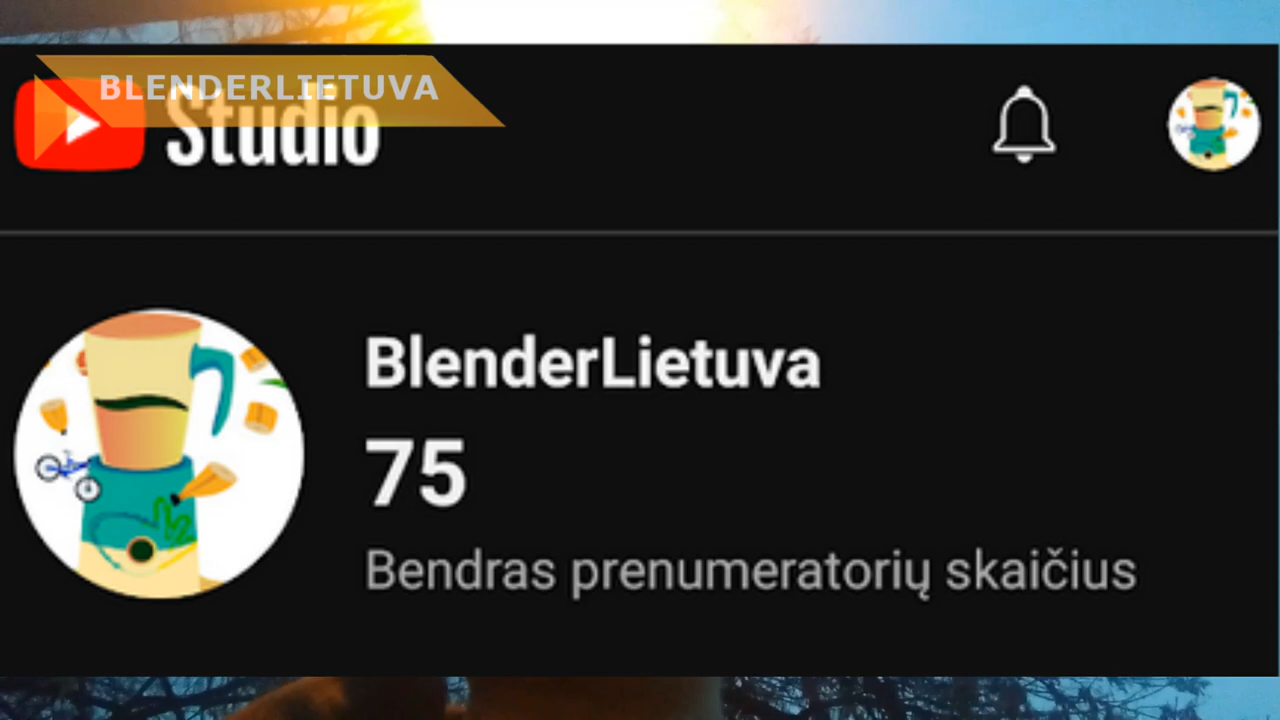 BLENDERLIETUVA
Studio
BlenderLietuva
75
Bendras prenumeratorių skaičius